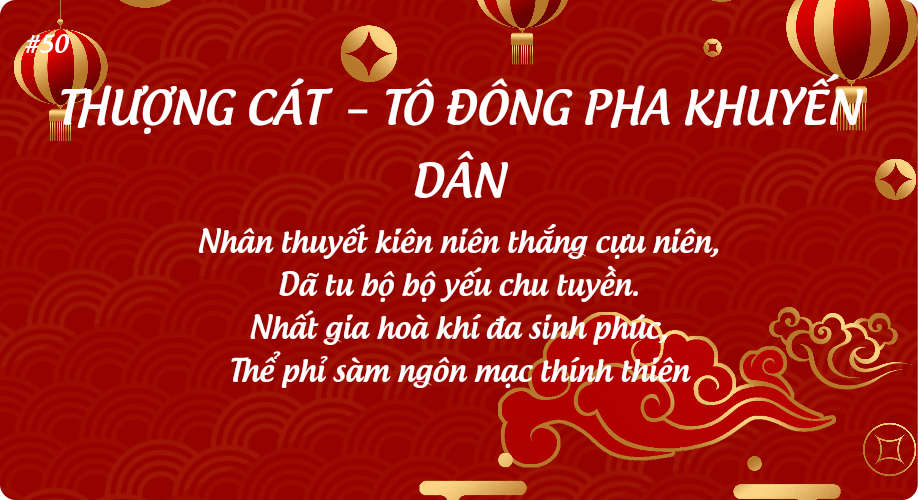 #50
THƯỢNG CÁT - TÔ ĐÔNG PHA KHUYẾN
DÂN
Nhân thuyết kiên niên thắng cựu niên,
Dã tu bộ bộ yếu chu tuyền.
Nhất gia hoà khí đa sinh phúc,
Thể phỉ sàm ngôn mạc thính thiên